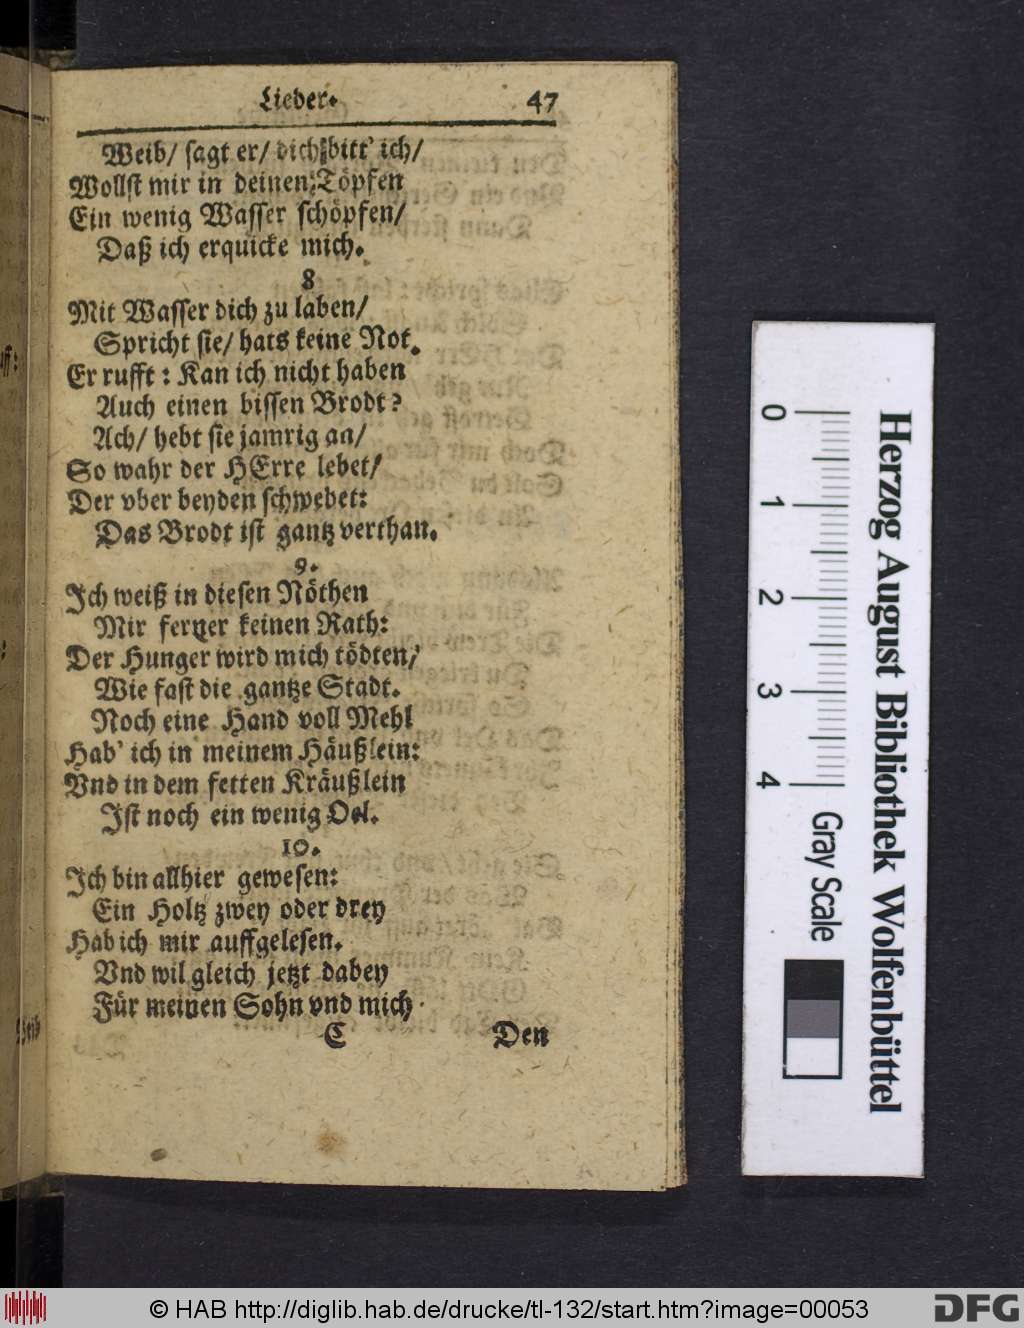 Lieder. 47
Weib/ sagt er/ dich bitt' ich/
Wollst mir in deinen Töpfen
Ein wenig Wasser schöpfen/
Daß ich erquicke mich.
8
Mit Wasser dich zu laben/
Spricht sie/ hats keine Not.
Er rufft: Kan ich nicht haben
Auch einen bissen Brodt?
Ach/ hebt sie jamrig an/
So wahr der HErre lebet/
Der vber beyden schwebet:
Das Brodt ist gantz verthan.
9.
Ich weiß in diesen Nöthen
Mir ferner keinen Rath:
Der Hunger wird mich tödten/
Wie fast die gantze Stadt.
Noch eine Hand voll Mehl
Hab' ich in meinem Häußlein:
Vnd in dem fetten Kräußlein
Ist noch ein wenig Oel.
10.
Ich bin allhier gewesen:
Ein Holtz zwey oder drey
Hab ich mir auffgelesen.
Vnd wil gleich jetzt dabey
Für meinen Sohn vnd mich
C Den
0 1 2 3 4
Gray Scale
Herzog August Bibliothek Wolfenbüttel
© HAB http://diglib.hab.de/drucke/tl-132/start.htm?image=00053
DFG